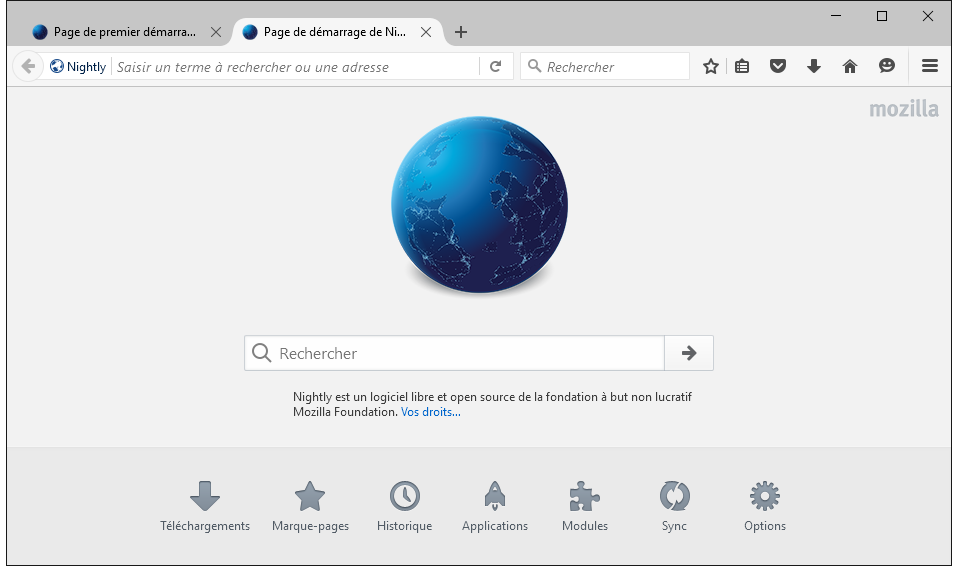 Page de premier démarra...
Page de démarrage de Ni...
Nightly
Saisir un terme à rechercher ou une adresse
Rechercher
mozilla
Rechercher
Nightly est un logiciel libre et open source de la fondation à but non lucratif
Mozilla Foundation. Vos droits...
Téléchargements
Marque-pages
Historique
Applications
Modules
Sync
Options